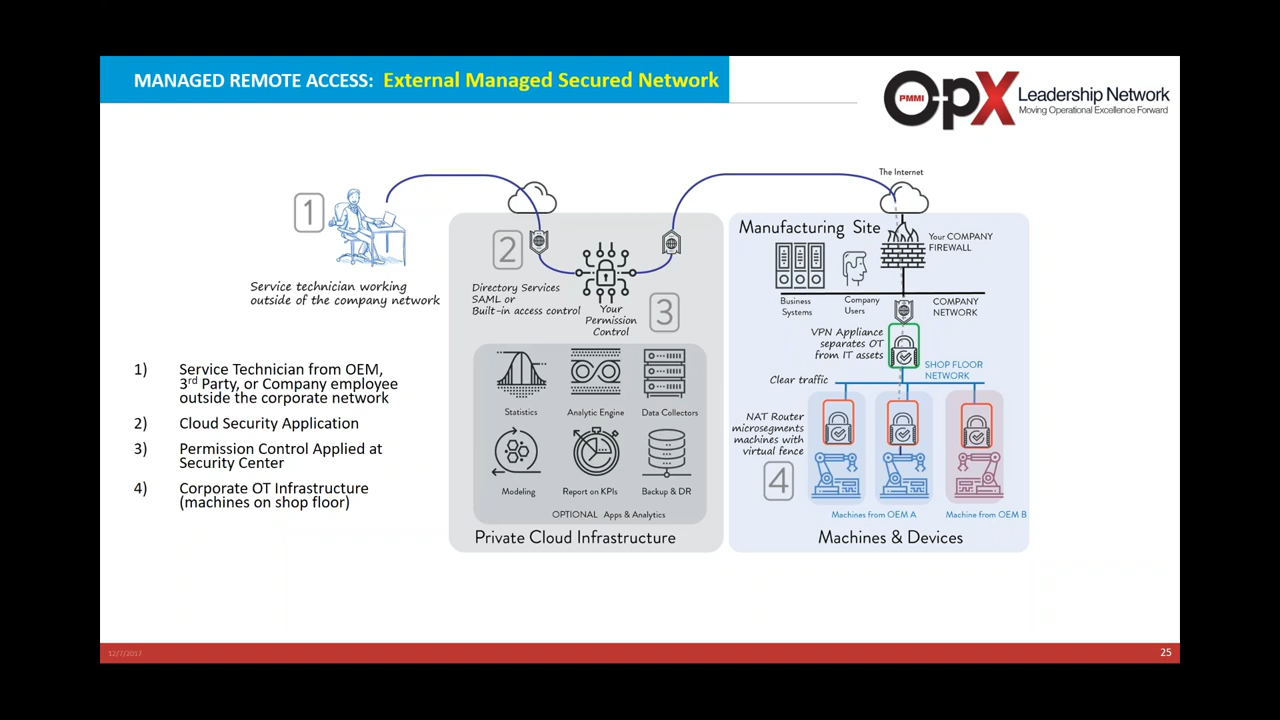 MANAGED REMOTE ACCESS: External Managed Secured Network
PMMI
OpX
Leadership Network
Moving Operational Excellence Forward
1
Service technician working
outside of the company network
1) Service Technician from OEM,
3rd Party, or Company employee
outside the corporate network
2) Cloud Security Application
3) Permission Control Applied at
Security Center
4) Corporate OT Infrastructure
(machines on shop floor)
2
Directory Services
SAML or
Built-in access control
Your
Permission
Control
3
Statistics
Analytic Engine
Data Collectors
Modeling
Report on KPIs
Backup & DR
OPTIONAL Apps & Analytics
Private Cloud Infrastructure
The Internet
Manufacturing Site
Your COMPANY
FIREWALL
Business
Systems
Company
Users
COMPANY
NETWORK
VPN Appliance
separates OT
from IT assets
SHOP FLOOR
NETWORK
Clear traffic
NAT Router
microsegments
machines with
virtual fence
4
Machines from OEM A
Machine from OEM B
Machines & Devices
12/7/2017
25